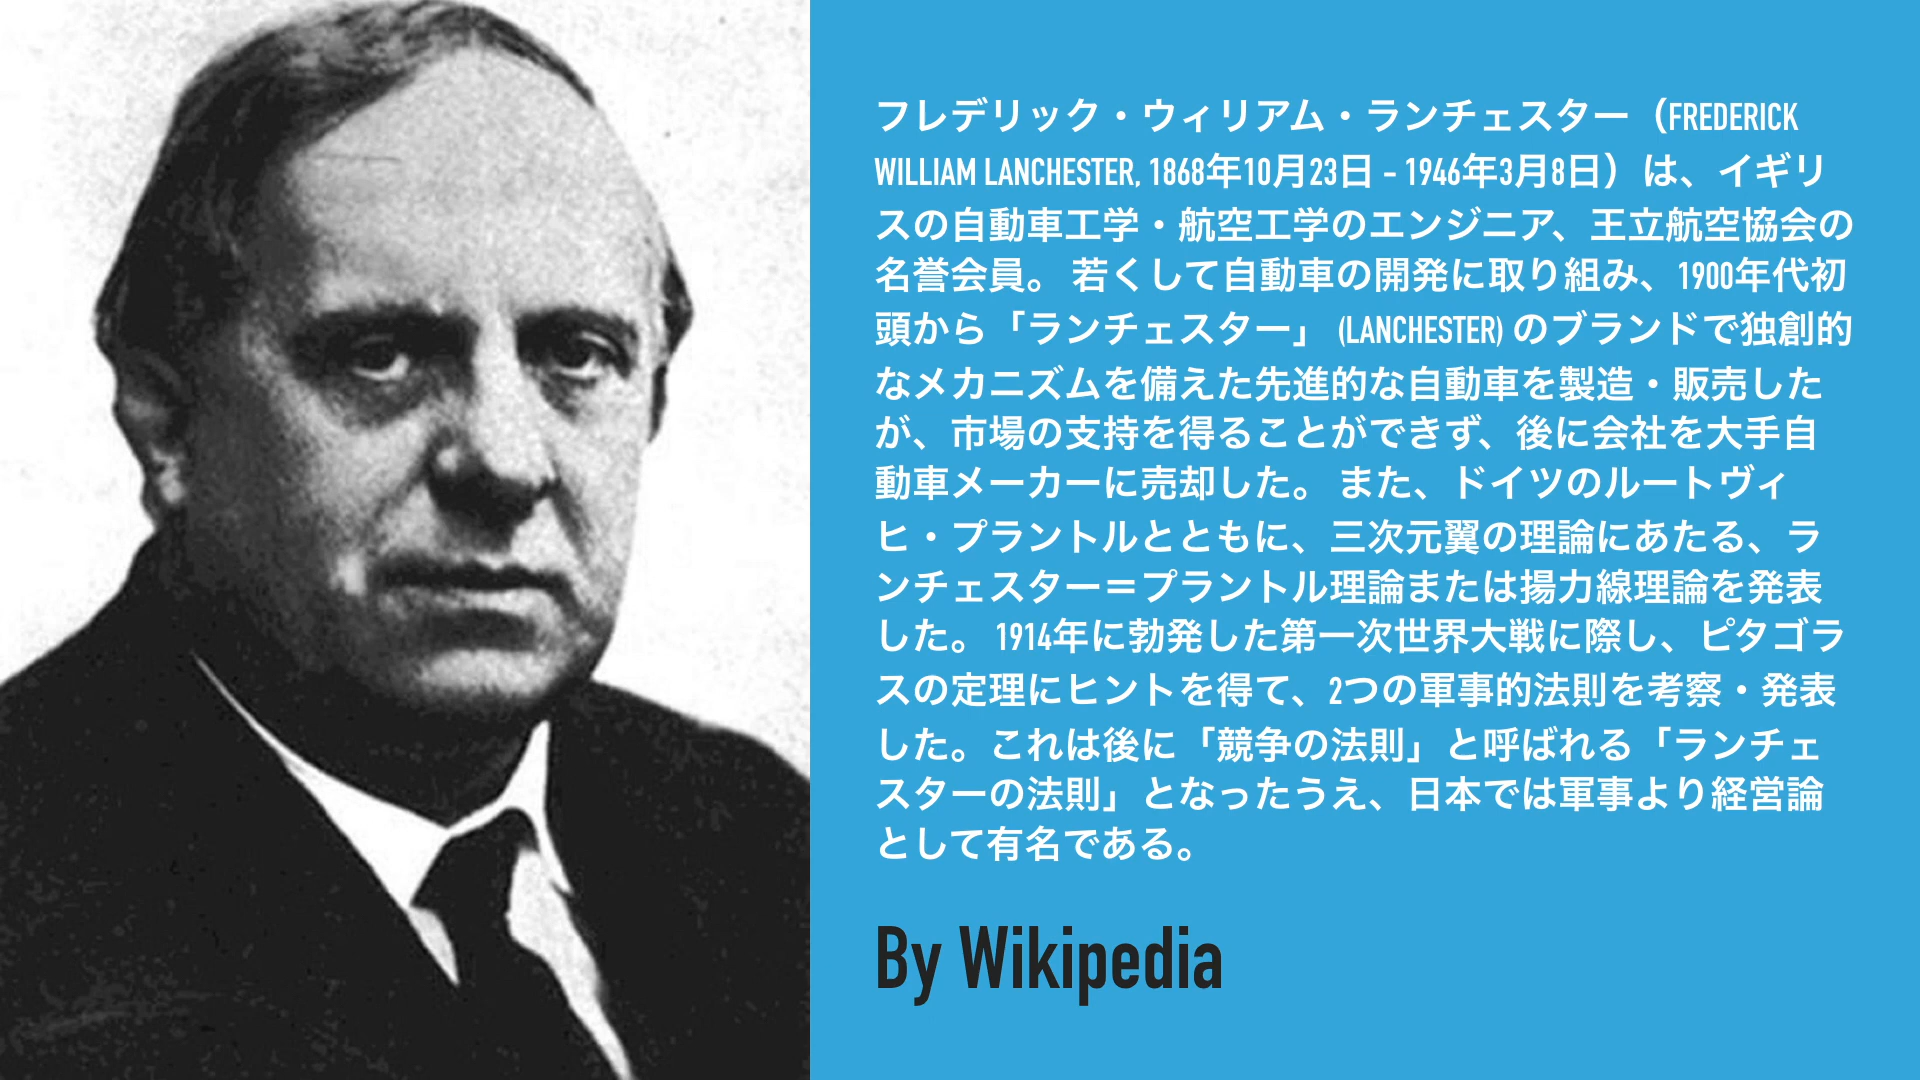 フレデリック・ウィリアム・ランチェスター（FREDERICK
WILLIAM LANCHESTER, 1868年10月23日 – 1946年3月8日）は、イギリ
スの自動車工学・航空工学のエンジニア、王立航空協会の
名誉会員。 若くして自動車の開発に取り組み、1900年代初
頭から「ランチェスター」 (LANCHESTER) のブランドで独創的
なメカニズムを備えた先進的な自動車を製造・販売した
が、市場の支持を得ることができず、後に会社を大手自
動車メーカーに売却した。 また、ドイツのルートヴィ
ヒ・プラントルとともに、三次元翼の理論にあたる、ラ
ンチェスター＝プラントル理論または揚力線理論を発表
した。 1914年に勃発した第一次世界大戦に際し、ピタゴラ
スの定理にヒントを得て、2つの軍事的法則を考察・発表
した。これは後に「競争の法則」と呼ばれる「ランチェ
スターの法則」となったうえ、日本では軍事より経営論
として有名である。
By Wikipedia